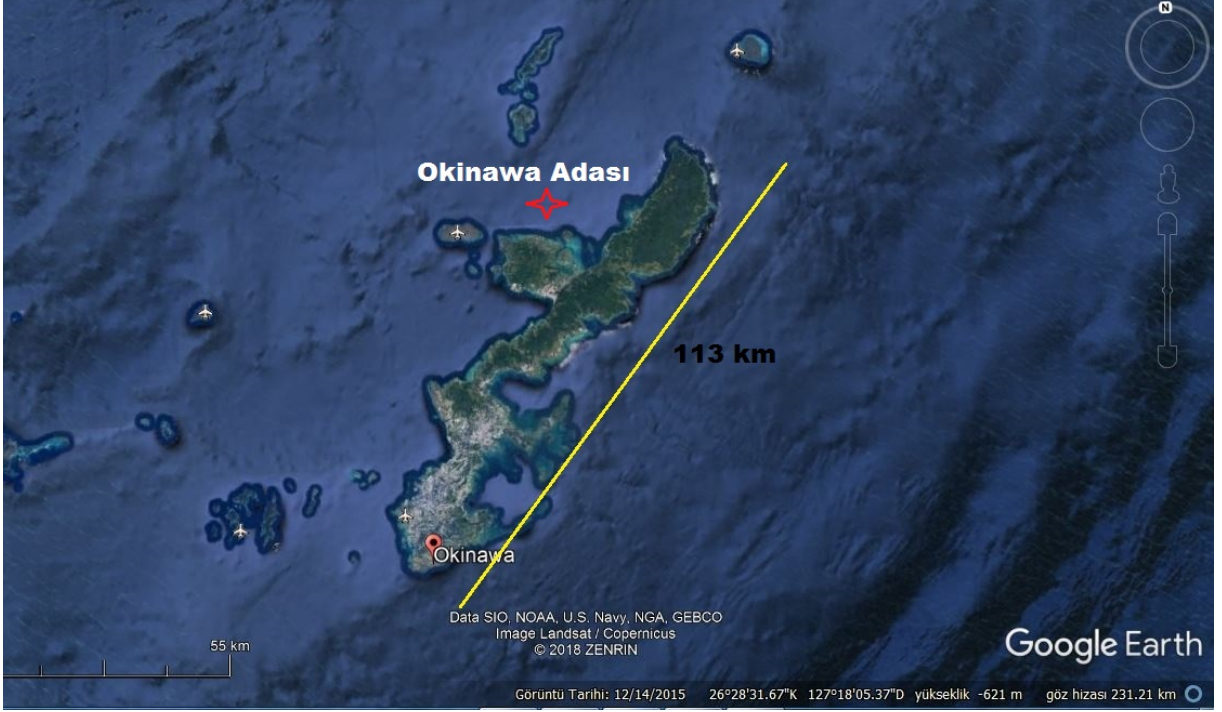 N
Okinawa Adası
113 km
Okinawa
Data SIO, NOAA, U.S. Navy, NGA, GEBCO
Image Landsat / Copernicus
© 2018 ZENRIN
55 km
Google Earth
Görüntü Tarihi: 12/14/2015 26°28'31.67"K 127°18'05.37"D yükseklik -621 m göz hizası 231.21 km